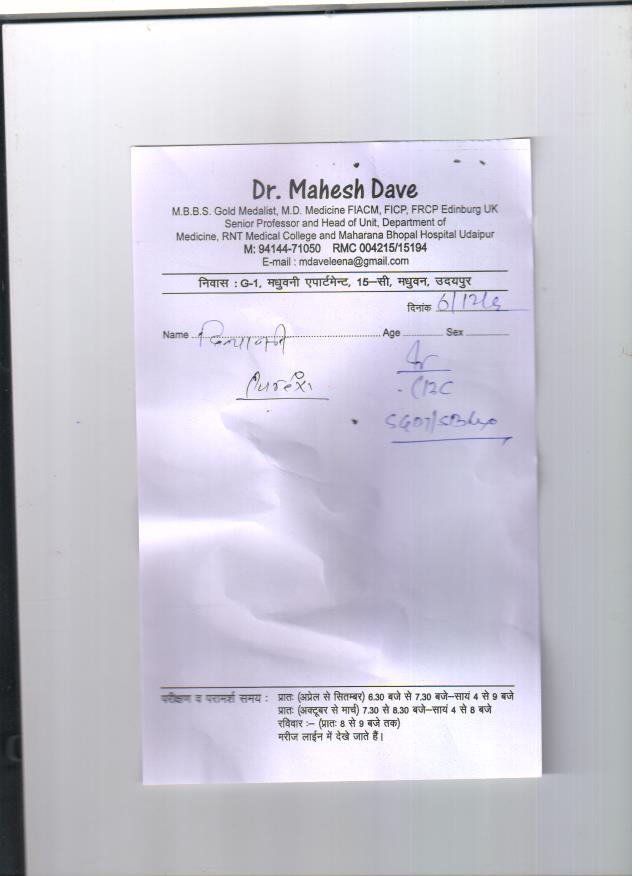 Dr. Mahesh Dave
M.B.B.S. Gold Medalist, M.D. Medicine FIACM, FICP, FRCP Edinburg UK
Senior Professor and Head of Unit, Department of
Medicine, RNT Medical College and Maharana Bhopal Hospital Udaipur
M: 94144-71050 RMC 004215/15194
E-mail : mdaveleena@gmail.com
निवास : G-1, मधुवनी एपार्टमेन्ट, 15–सी, मधुवन, उदयपुर
दिनांक
Name Age Sex
परीक्षण व परामर्श समय : प्रातः (अप्रेल से सितम्बर) 6.30 बजे से 7.30 बजे–सायं 4 से 9 बजे
प्रातः (अक्टूबर से मार्च) 7.30 से 8.30 बजे–सायं 4 से 8 बजे
रविवार :– (प्रातः 8 से 9 बजे तक)
मरीज लाईन में देखे जाते हैं।